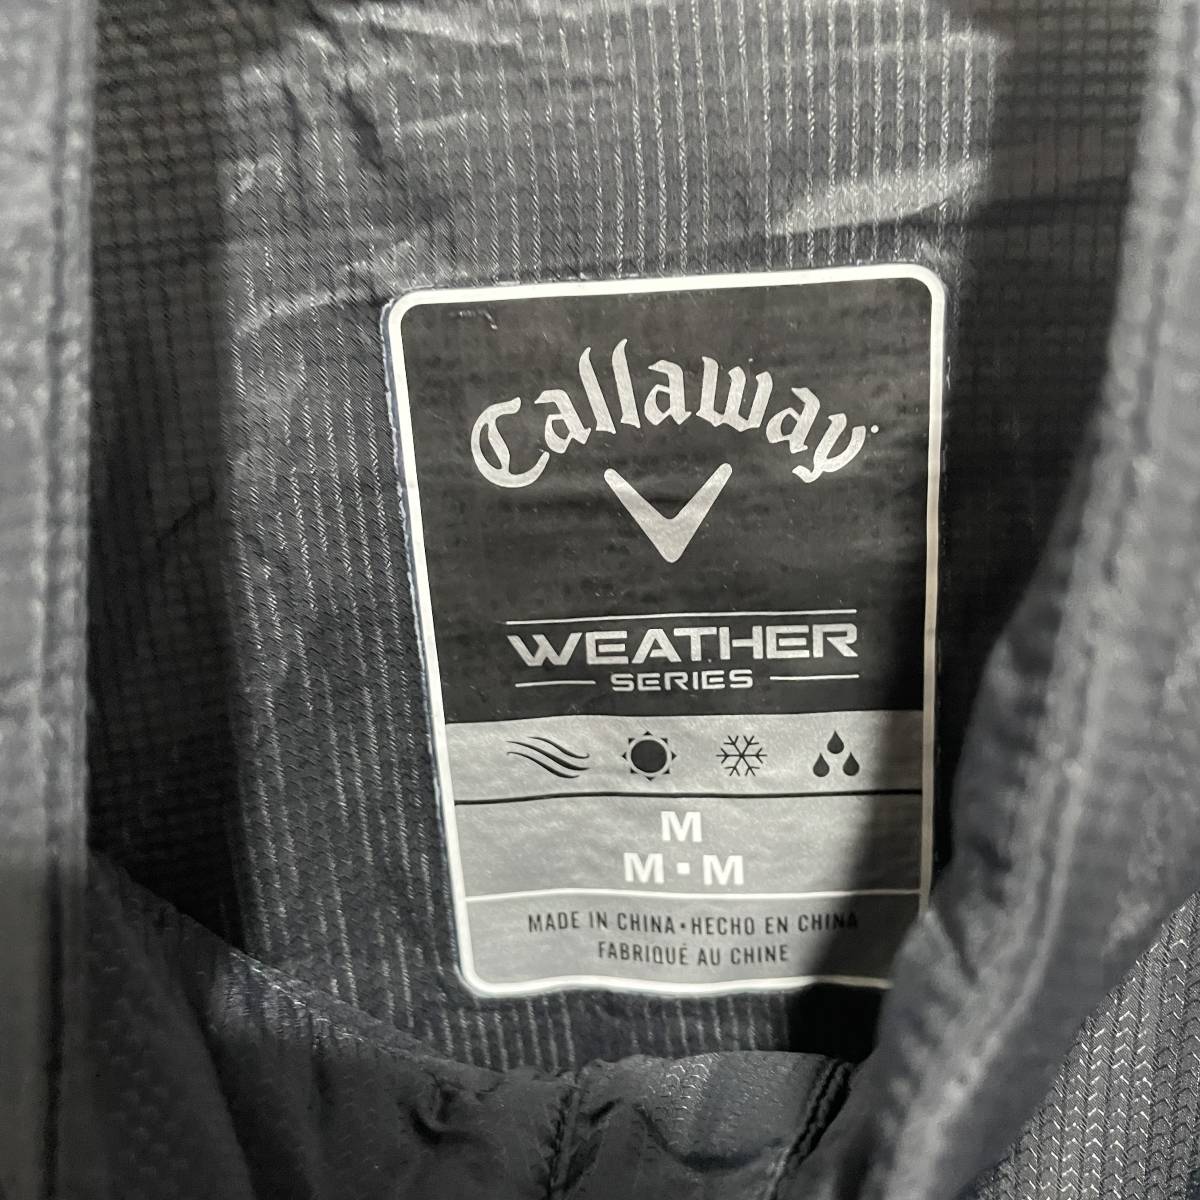 Callaway
WEATHER
SERIES
M
M▪M
MADE IN CHINA▪HECHO EN CHINA
FABRIQUÉ AU CHINE